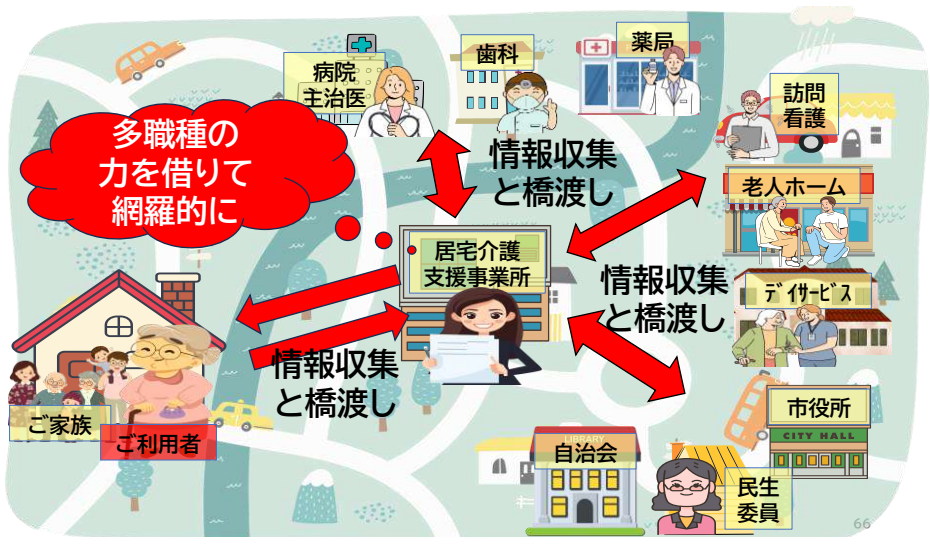 病院
主治医
歯科
薬局
訪問
看護
多職種の
力を借りて
網羅的に
情報収集
と橋渡し
老人ホーム
居宅介護
支援事業所
情報収集
と橋渡し
デイサービス
情報収集
と橋渡し
ご家族
ご利用者
市役所
CITY HALL
LIBRARY
自治会
民生
委員
66